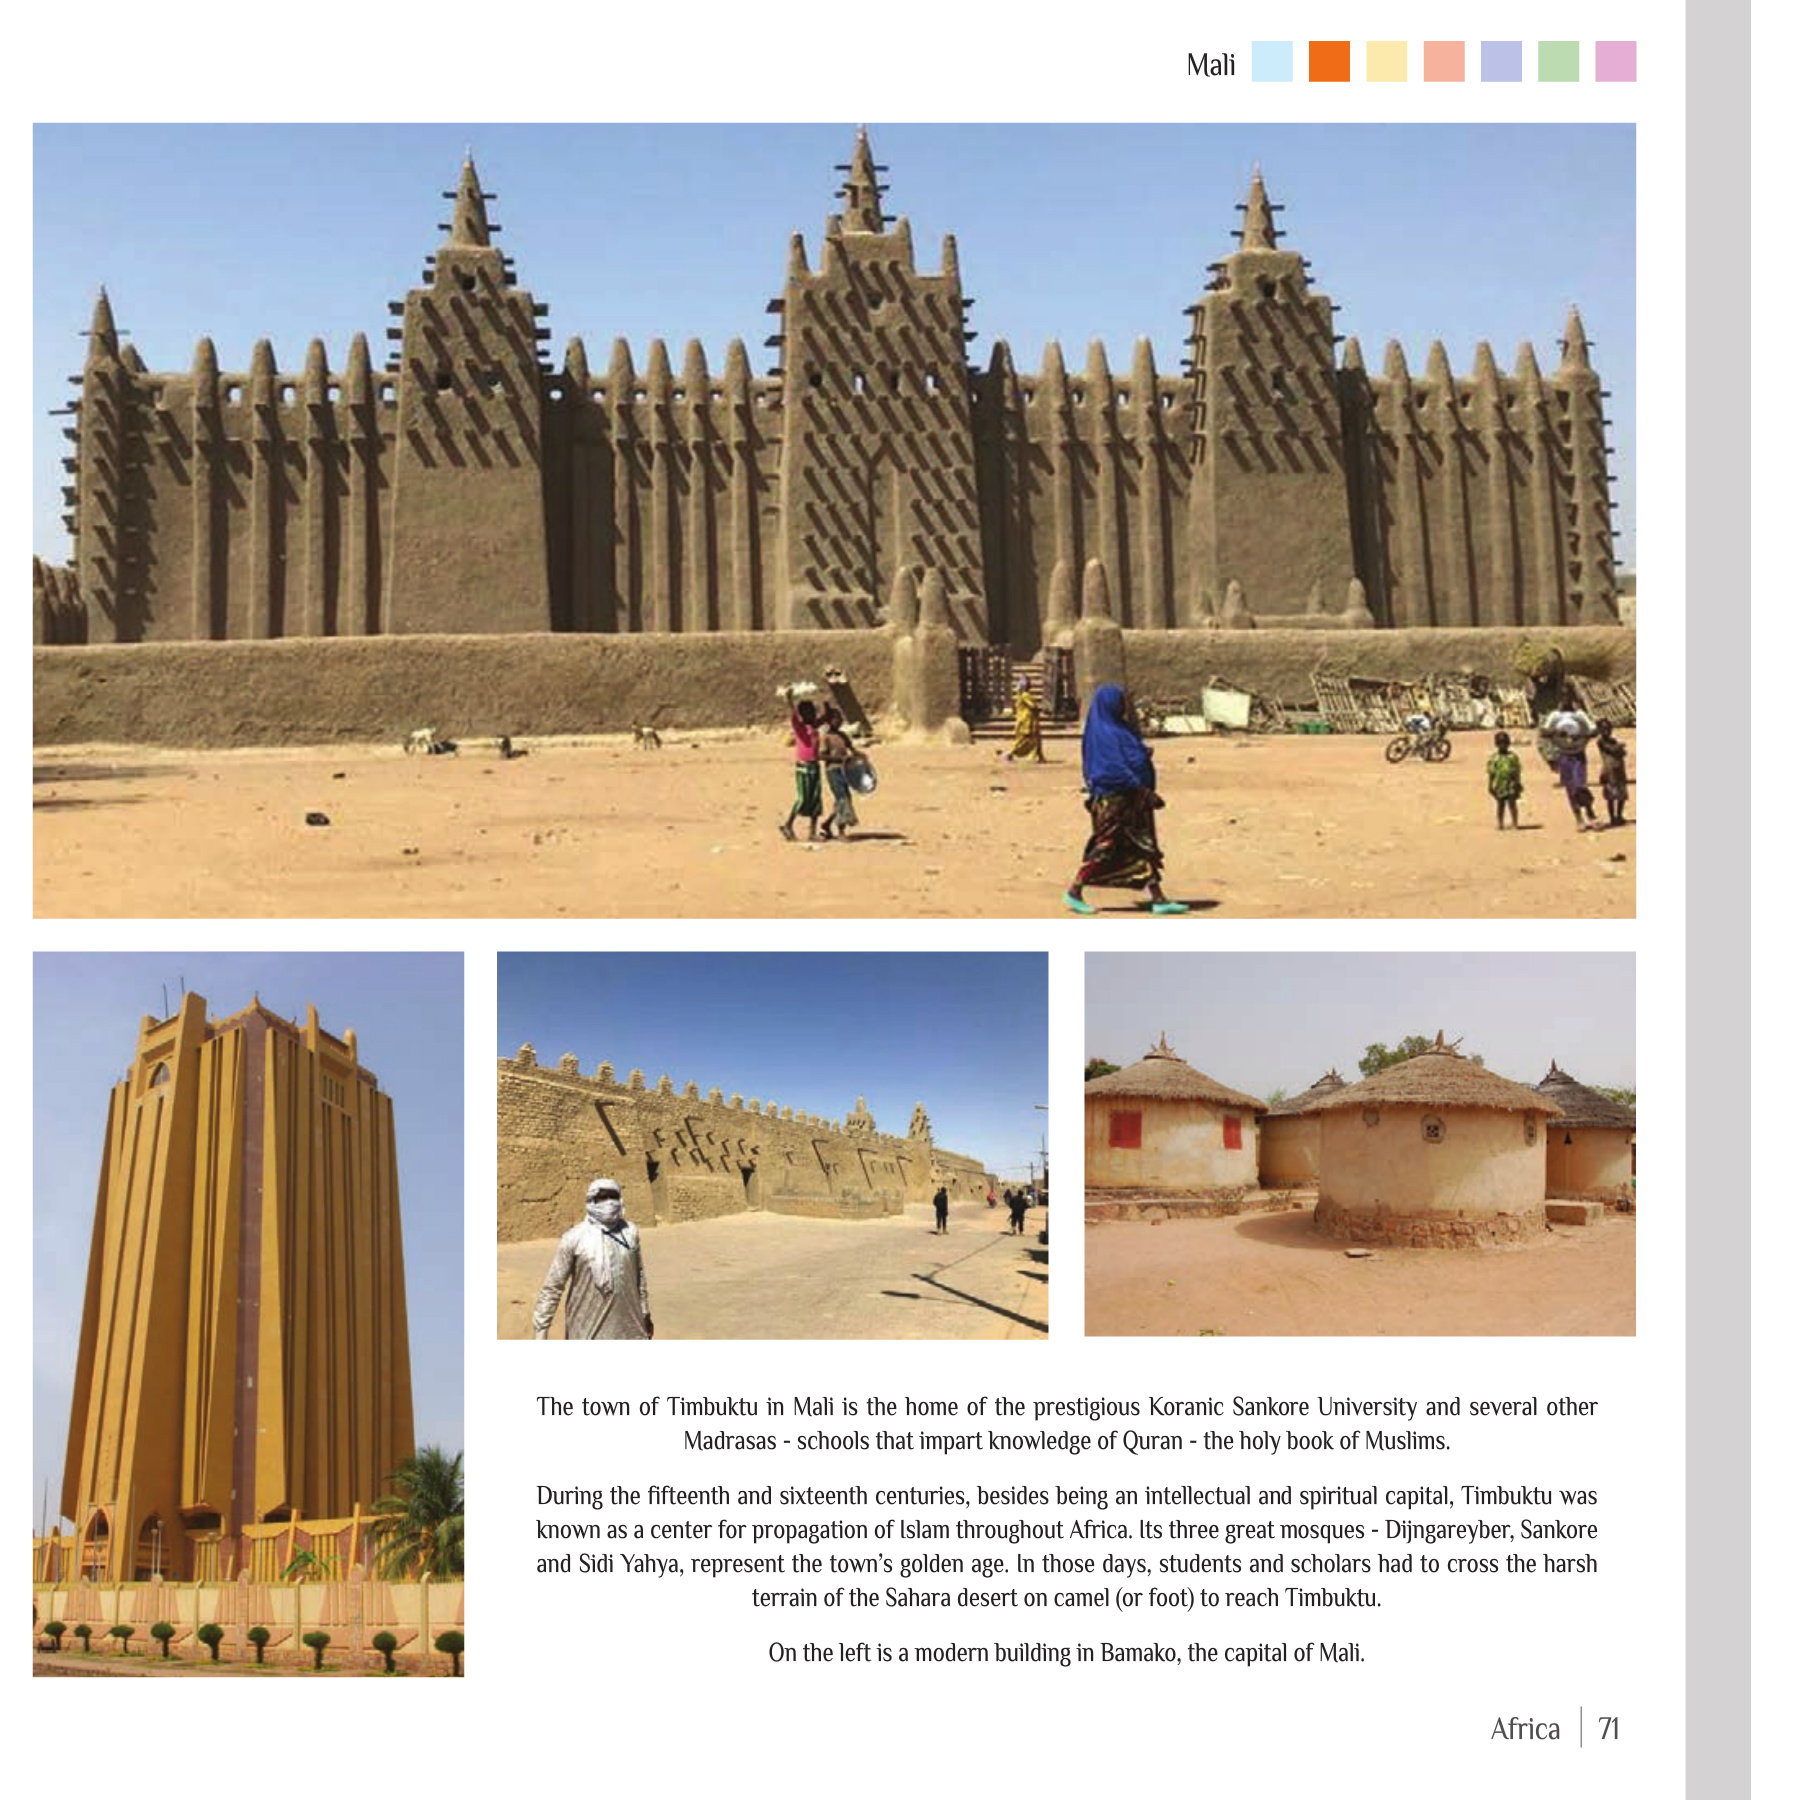 Mali
The town of Timbuktu in Mali is the home of the prestigious Koranic Sankore University and several other
Madrasas - schools that impart knowledge of Quran - the holy book of Muslims.
During the fifteenth and sixteenth centuries, besides being an intellectual and spiritual capital, Timbuktu was
known as a center for propagation of Islam throughout Africa. Its three great mosques - Dijngareyber, Sankore
and Sidi Yahya, represent the town’s golden age. In those days, students and scholars had to cross the harsh
terrain of the Sahara desert on camel (or foot) to reach Timbuktu.
On the left is a modern building in Bamako, the capital of Mali.
Africa | 71